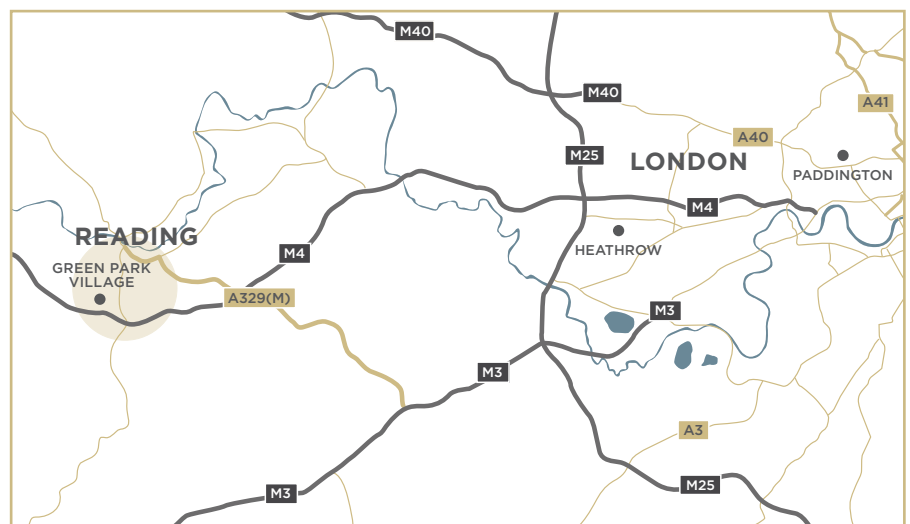 M40
M40
A41
A40
M25
LONDON
PADDINGTON
M4
READING
HEATHROW
M4
GREEN PARK
VILLAGE
A329(M)
M3
M3
A3
M25
M3